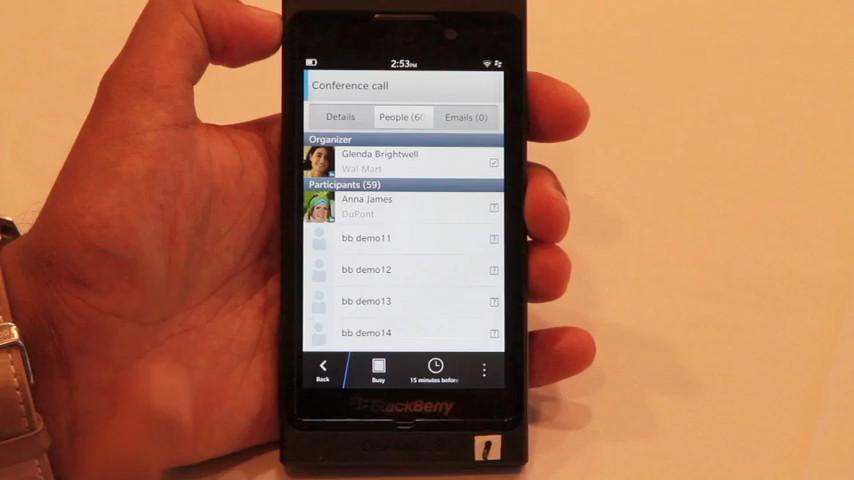 2:53PM
Conference call
Details People (60 Emails (0)
Organizer
Glenda Brightwell
Wal-Mart
Participants (59)
Anna James
DuPont
bb demo11
bb demo12
bb demo13
bb demo14
Back Busy 15 minutes before
BlackBerry